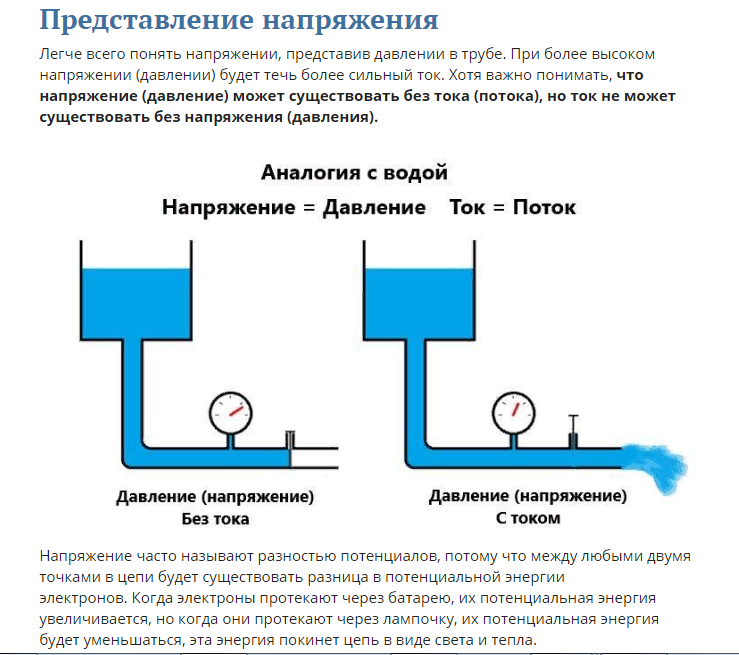 Представление напряжения
Легче всего понять напряжении, представив давлении в трубе. При более высоком
напряжении (давлении) будет течь более сильный ток. Хотя важно понимать, что
напряжение (давление) может существовать без тока (потока), но ток не может
существовать без напряжения (давления).
Аналогия с водой
Напряжение = Давление Ток = Поток
Давление (напряжение)
Без тока
Давление (напряжение)
С током
Напряжение часто называют разностью потенциалов, потому что между любыми двумя
точками в цепи будет существовать разница в потенциальной энергии
электронов. Когда электроны протекают через батарею, их потенциальная энергия
увеличивается, но когда они протекают через лампочку, их потенциальная энергия
будет уменьшаться, эта энергия покинет цепь в виде света и тепла.